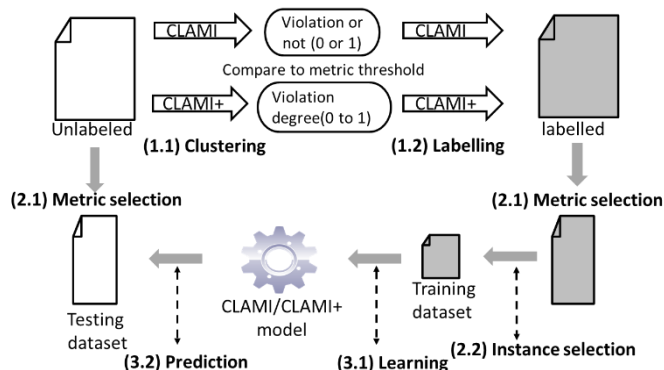 CLAMI
Violation or
not (0 or 1)
CLAMI
Compare to metric threshold
CLAMI+
Violation
degree(0 to 1)
CLAMI+
Unlabeled
labelled
(1.1) Clustering
(1.2) Labelling
(2.1) Metric selection
(2.1) Metric selection
Testing
dataset
CLAMI/CLAMI+
model
Training
dataset
(3.2) Prediction
(3.1) Learning
(2.2) Instance selection